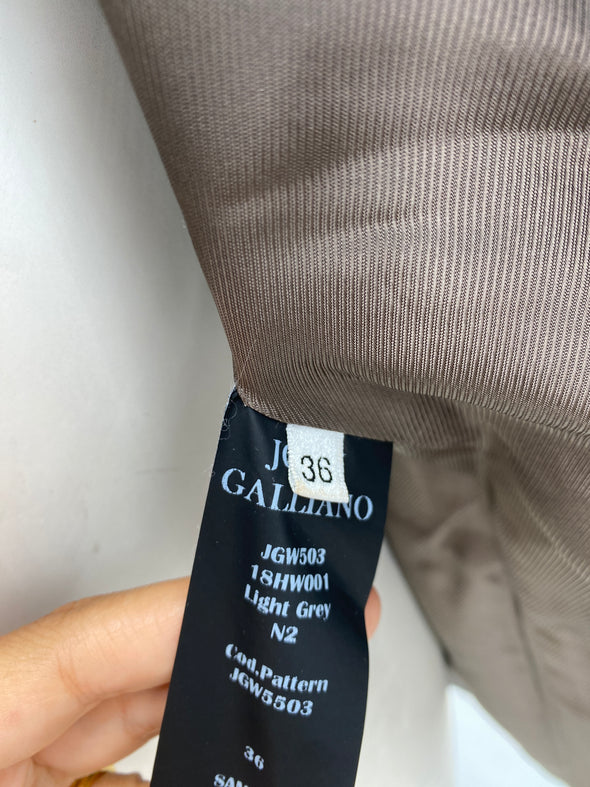 36
GALLIANO
JGW503
18HW001
Light Grey
N2
Cod.Pattern
JGW5503
36